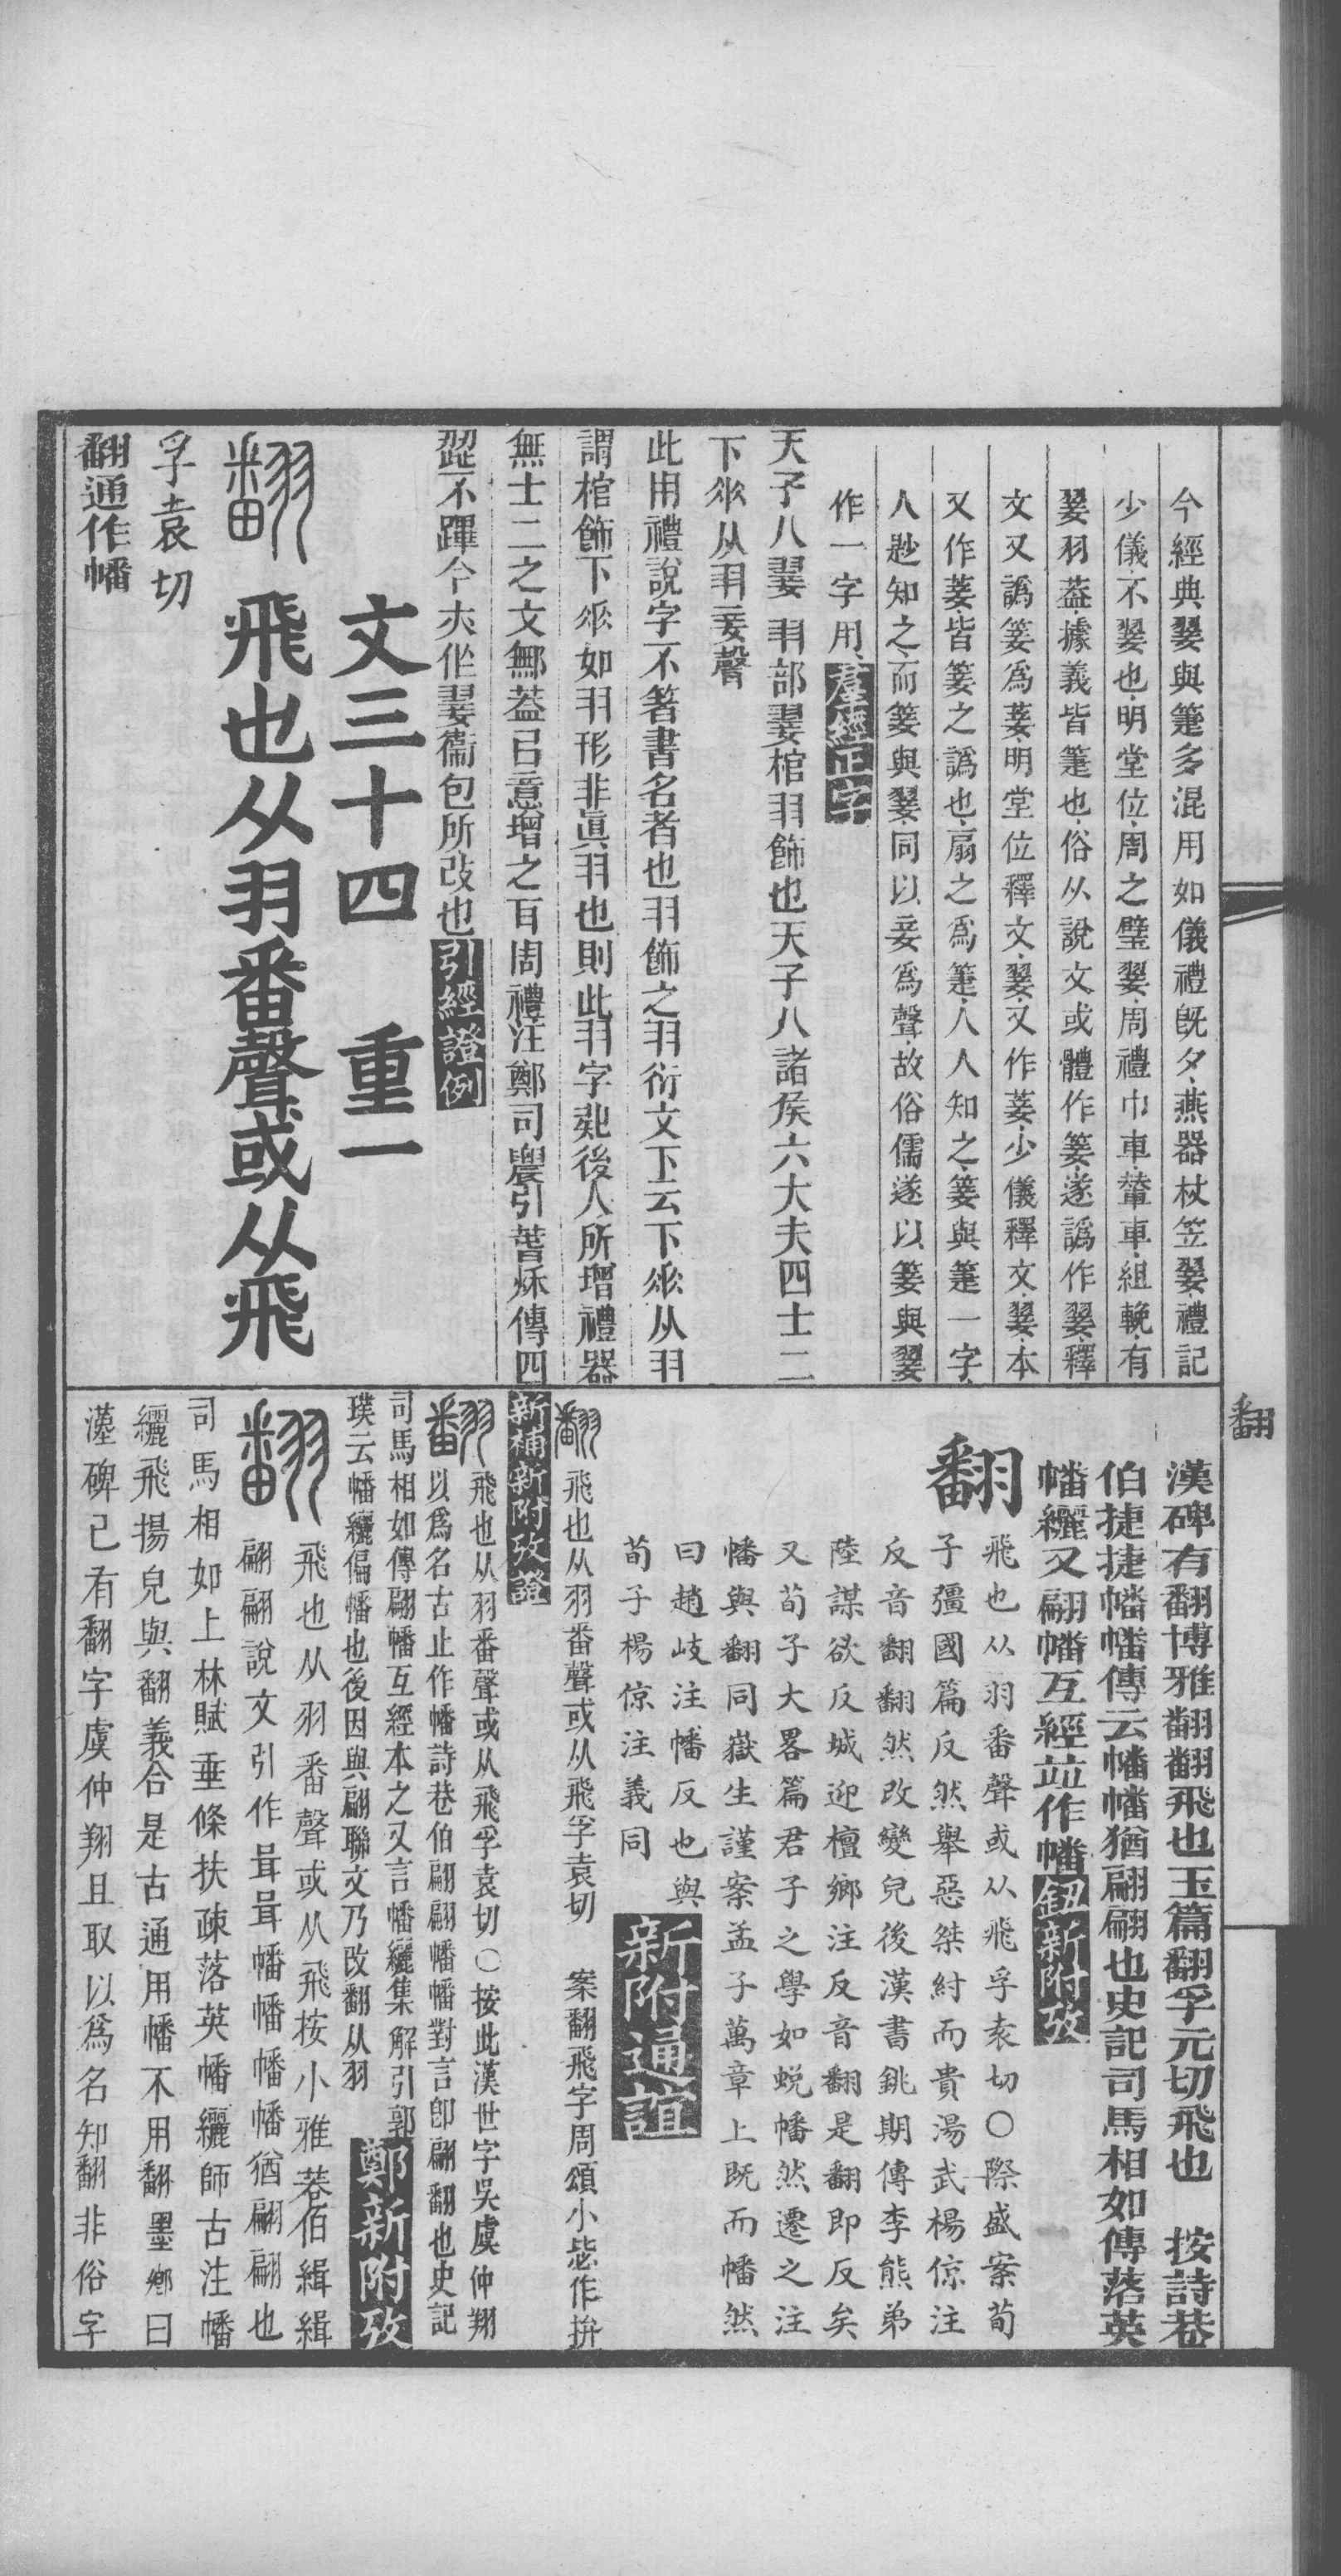 今經典翣與箑多混用如儀禮旣夕燕器杖笠翣禮記
少儀不翣也明堂位周之璧翣周禮巾車輦車組輓有
翣羽蓋據義皆箑也俗从說文或體作篓遂譌作翣釋
文又譌篓爲萋明堂位釋文翣又作萋少儀釋文翣本
又作萋皆篓之譌也扇之爲箑人人知之篓與箑一字
人尟知之而篓與翣同以妾爲聲故俗儒遂以篓與翣
作一字用羣經正字
天子八翣 羽部翣棺羽飾也天子八諸矦六大夫四士二
下垂从羽妾聲
此用禮說字不箸書名者也羽飾之羽衍文下云下垂从羽
謂棺飾下垂如羽形非眞羽也則此羽字後人所增禮器
無士二之文鄦蓋㠯意增之百周禮注鄭司農引春秋傳四
翣不蹕今夾作翣衞包所改也引經證例
文三十四 重一
翻 飛也从羽番聲或从飛
孚袁切
翻通作幡
翻
漢碑有翻博雅翻翻飛也玉篇翻孚元切飛也 按詩巷
伯捷捷幡幡傳云幡幡猶翩翩也史記司馬相如傳落英
幡纚又翩幡互經竝作幡鈕新附攷
翻 飛也从羽番聲或从飛孚袁切○際盛案荀
子彊國篇反然舉惡桀紂而貴湯武楊倞注
反音翻翻然改變皃後漢書銚期傳李熊弟
陸謀欲反城迎檀鄉注反音翻是翻即反矣
又荀子大畧篇君子之學如蛻幡然遷之注
幡與翻同嶽生謹案孟子萬章上既而幡然
曰趙岐注幡反也與
荀子楊倞注義同 新附通誼
翻 飛也从羽番聲或从飛孚袁切 案翻飛字周頌小毖作拚
新補新附攷證
翻 飛也从羽番聲或从飛孚袁切○按此漢世字吳虞仲翔
以爲名古止作幡詩巷伯翩翩幡幡對言卽翩翻也史記
司馬相如傳翩幡互經本之又言幡纚集解引郭
璞云幡纚偏幡也後因與翩聯文乃改翻从羽 鄭新附攷
翻 飛也从羽番聲或从飛桉小雅巷伯緝緝
翩翩說文引作咠咠幡幡幡幡猶翩翩也
司馬相如上林賦垂條扶疎落英幡纚師古注幡
纚飛揚皃與翻義合是古通用幡不用翻墨鄉曰
漢碑已有翻字虞仲翔且取以爲名知翻非俗字